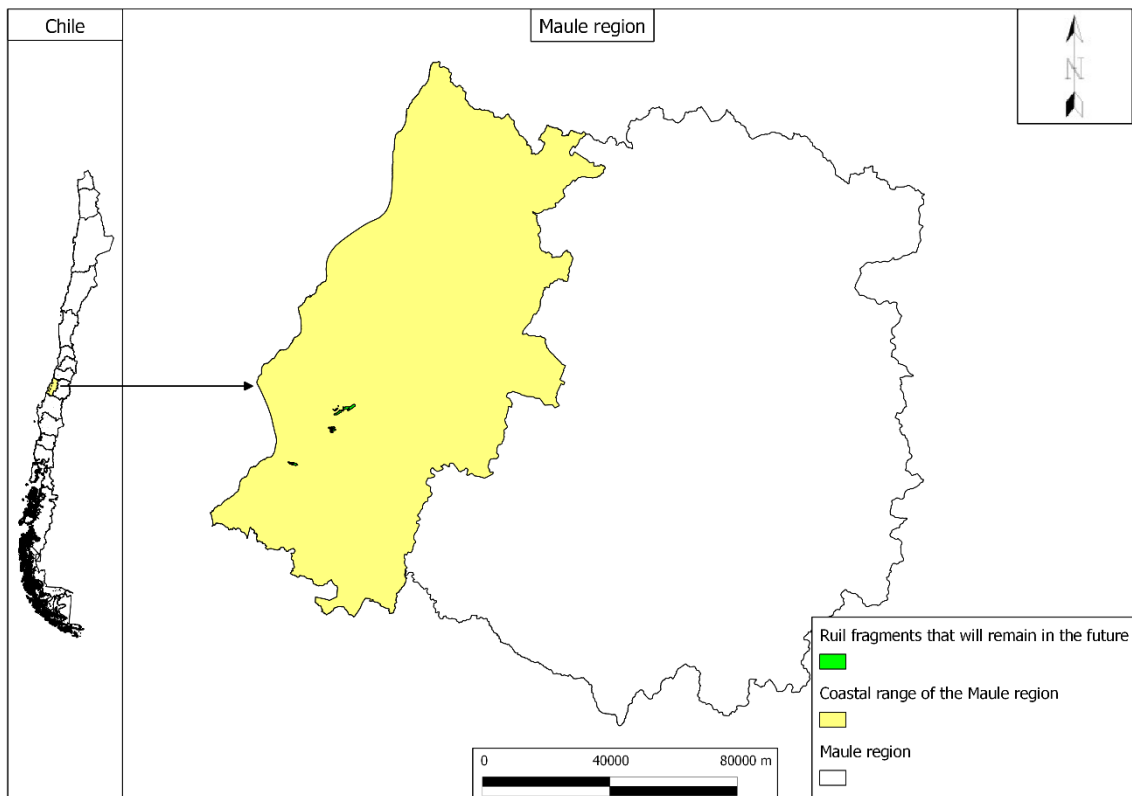 Chile
Maule region
N
Ruil fragments that will remain in the future
Coastal range of the Maule region
Maule region
0 40000 80000 m